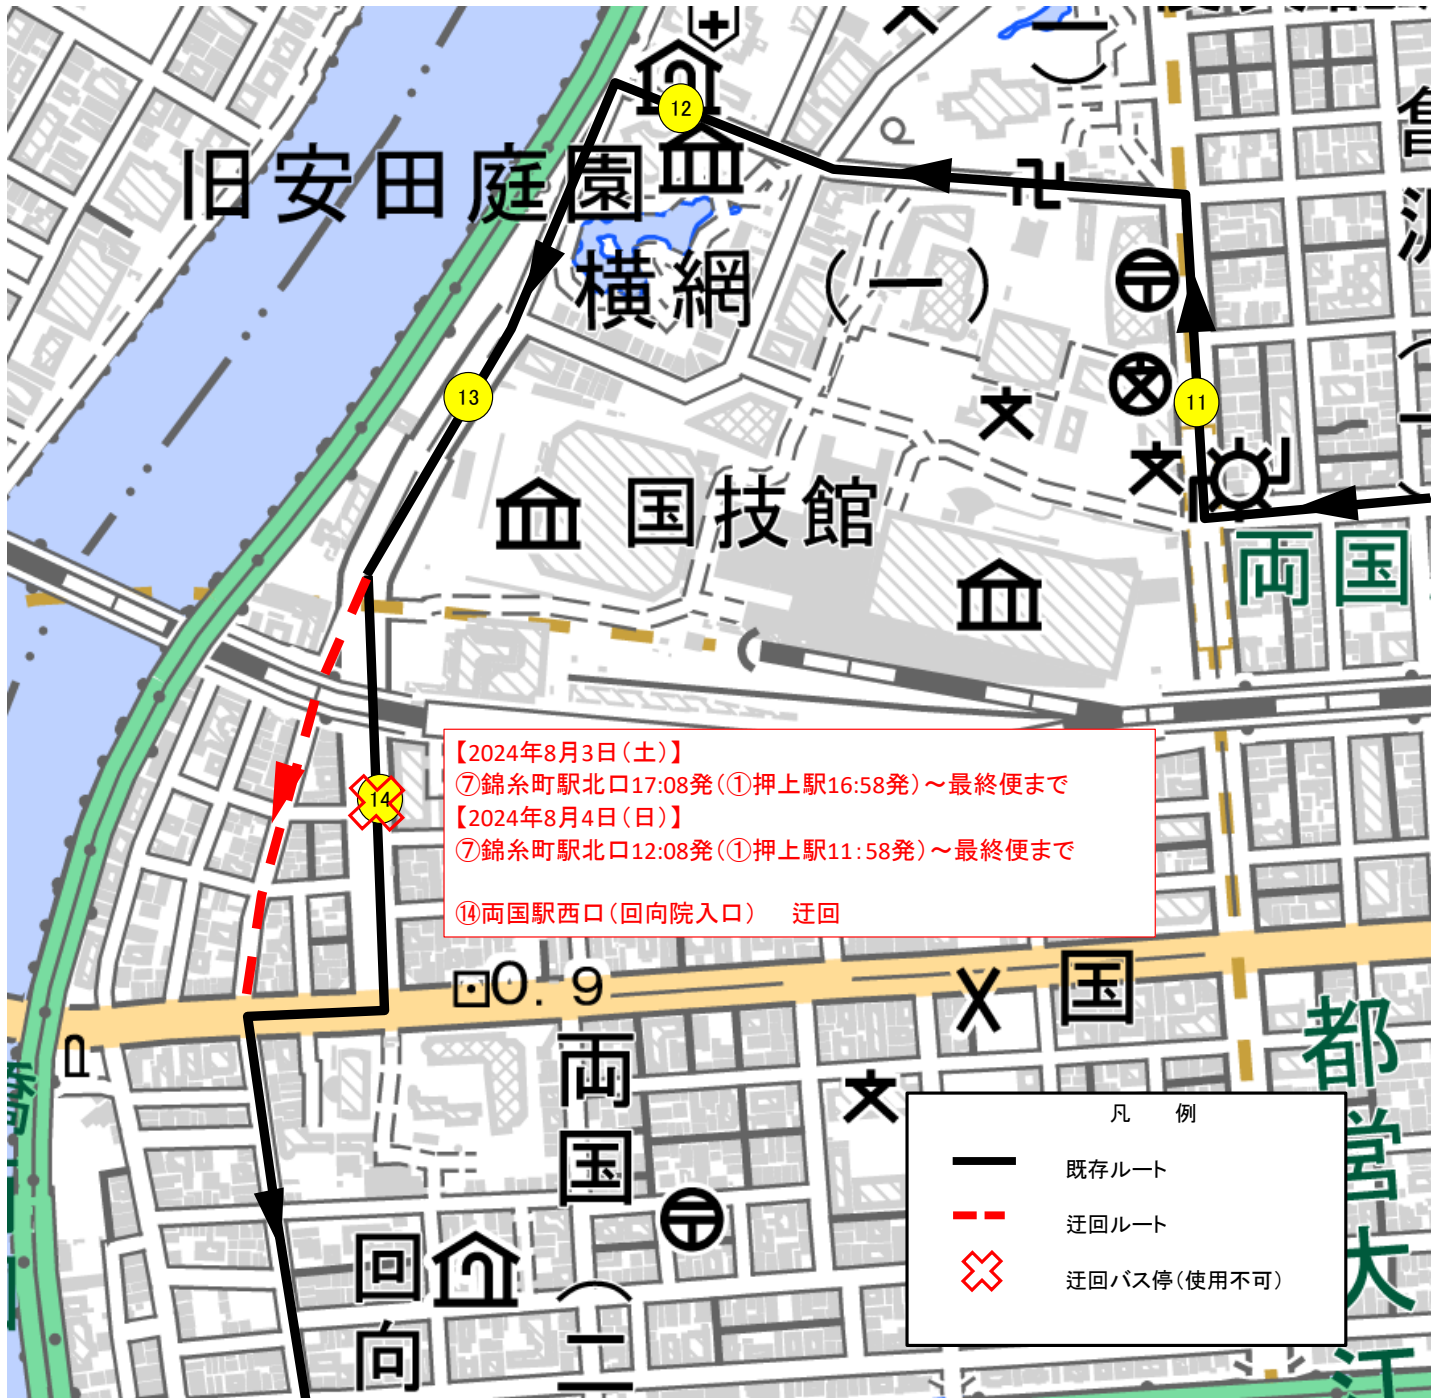 12
旧安田庭園
横網(一)
13
11
国技館
両国
14
【2024年8月3日(土)】
⑦錦糸町駅北口17:08発(①押上駅16:58発)～最終便まで
【2024年8月4日(日)】
⑦錦糸町駅北口12:08発(①押上駅11:58発)～最終便まで
⑭両国駅西口(回向院入口)　迂回
0.9
国
P
両国(二
都営大江
回向
凡　例
既存ルート
迂回ルート
迂回バス停(使用不可)